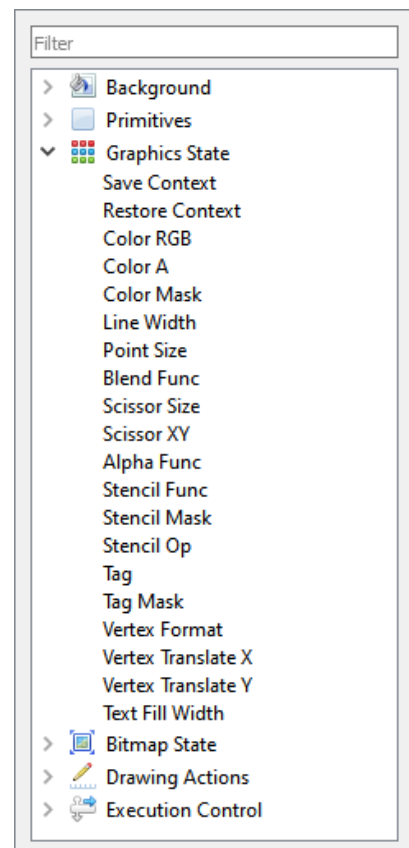 Filter
Background
Primitives
Graphics State
Save Context
Restore Context
Color RGB
Color A
Color Mask
Line Width
Point Size
Blend Func
Scissor Size
Scissor XY
Alpha Func
Stencil Func
Stencil Mask
Stencil Op
Tag
Tag Mask
Vertex Format
Vertex Translate X
Vertex Translate Y
Text Fill Width
Bitmap State
Drawing Actions
Execution Control